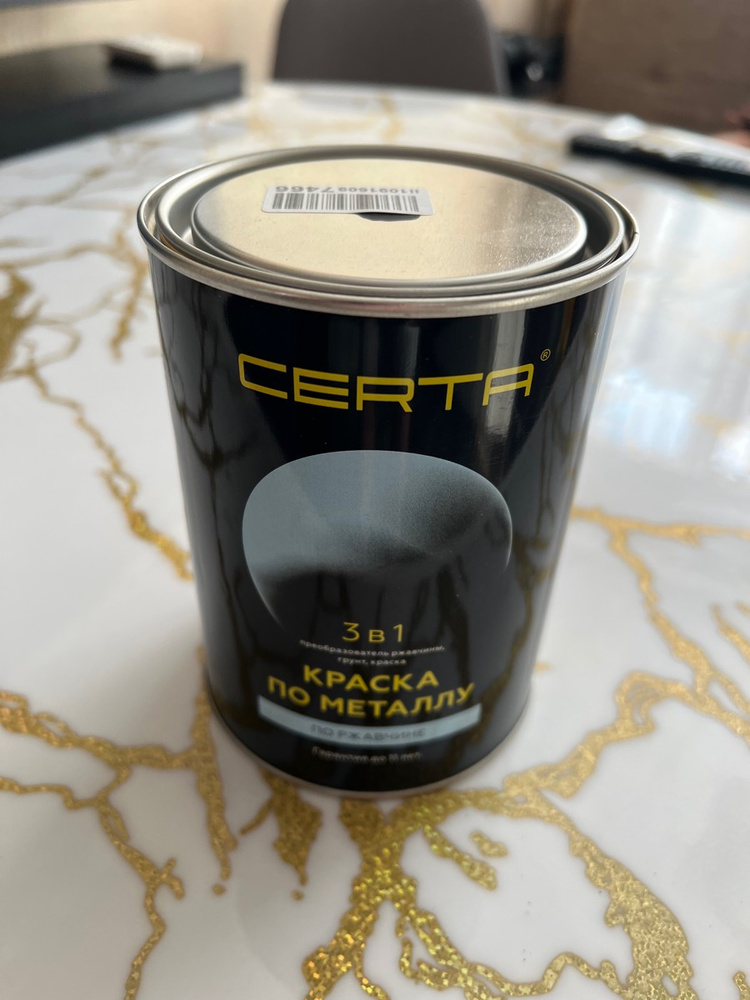 CERTA®
3 в 1
преобразователь ржавчины,
грунт, краска
КРАСКА
ПО МЕТАЛЛУ
ПО РЖАВЧИНЕ